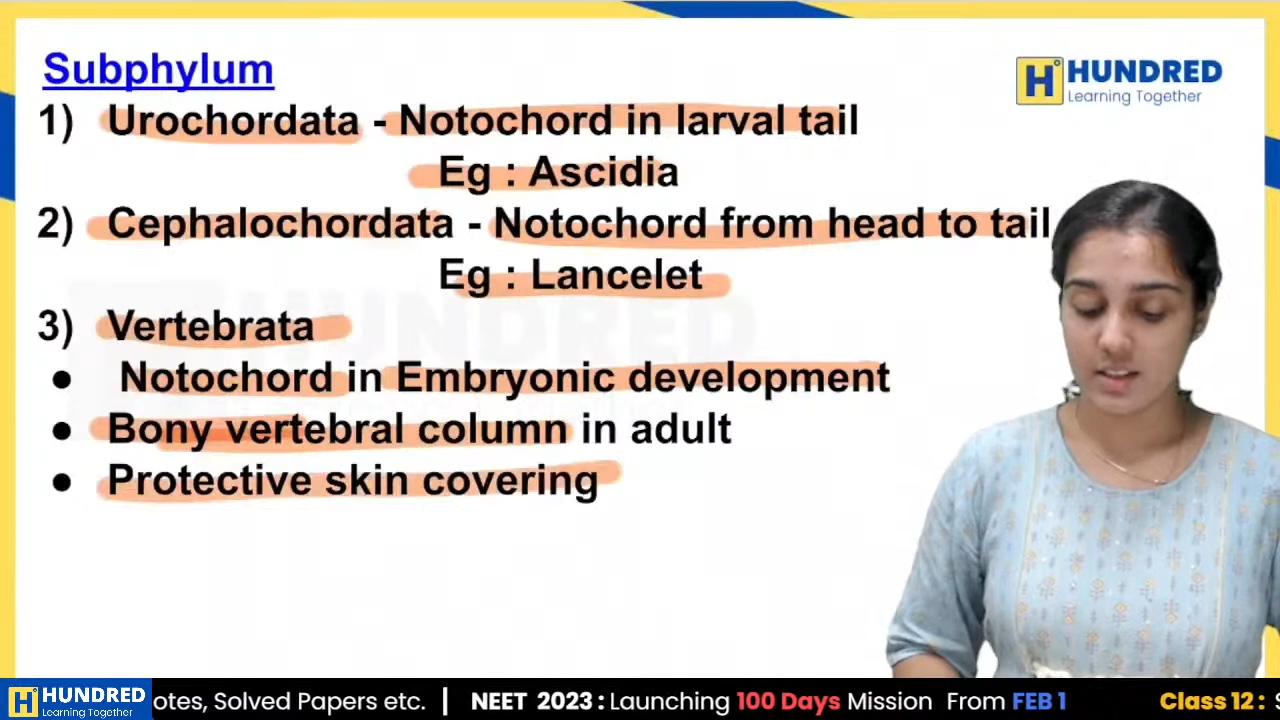 Subphylum
HUNDRED
Learning Together
1) Urochordata - Notochord in larval tail
Eg : Ascidia
2) Cephalochordata - Notochord from head to tail
Eg : Lancelet
3) Vertebrata
● Notochord in Embryonic development
● Bony vertebral column in adult
● Protective skin covering
HUNDRED
HUNDRED
Learning Together
otes, Solved Papers etc. | NEET 2023 : Launching 100 Days Mission From FEB 1 Class 12 :